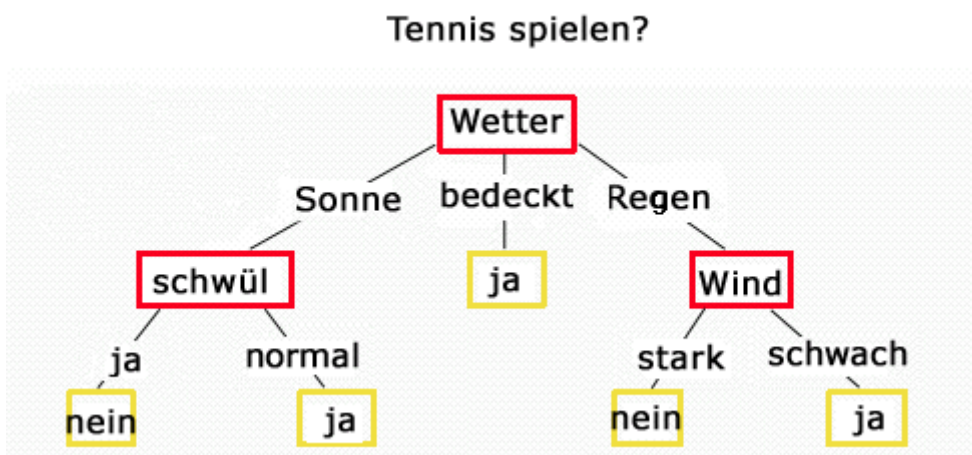 Tennis spielen?
Wetter
Sonne bedeckt Regen
schwül ja Wind
ja normal stark schwach
nein ja nein ja